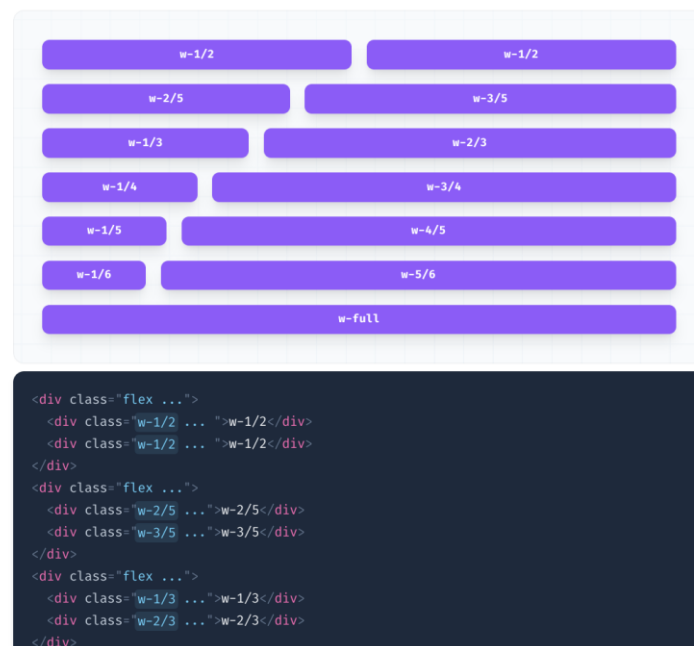 w-1/2 w-1/2
w-2/5 w-3/5
w-1/3 w-2/3
w-1/4 w-3/4
w-1/5 w-4/5
w-1/6 w-5/6
w-full
<div class="flex ...">
  <div class="w-1/2 ... ">w-1/2</div>
  <div class="w-1/2 ... ">w-1/2</div>
</div>
<div class="flex ...">
  <div class="w-2/5 ...">w-2/5</div>
  <div class="w-3/5 ...">w-3/5</div>
</div>
<div class="flex ...">
  <div class="w-1/3 ...">w-1/3</div>
  <div class="w-2/3 ...">w-2/3</div>
</div>